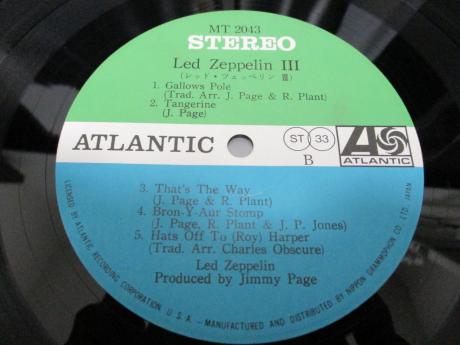 MT 2043
STEREO
Led Zeppelin III
(レッド・ツェッペリン Ⅲ)
1. Gallows Pole
(Trad. Arr. J. Page & R. Plant)
2. Tangerine
(J. Page)
ATLANTIC
ST 33
B
ATLANTIC
3. That's The Way
(J. Page & R. Plant)
4. Bron-Y-Aur Stomp
(J. Page, R. Plant & J. P. Jones)
5. Hats Off To (Roy) Harper
(Trad. Arr. Charles Obscure)
Led Zeppelin
Produced by Jimmy Page
LICENSED BY ATLANTIC RECORDING CORPORATION U.S.A. - MANUFACTURED AND DISTRIBUTED BY NIPPON GRAMMOPHON CO. LTD. JAPAN